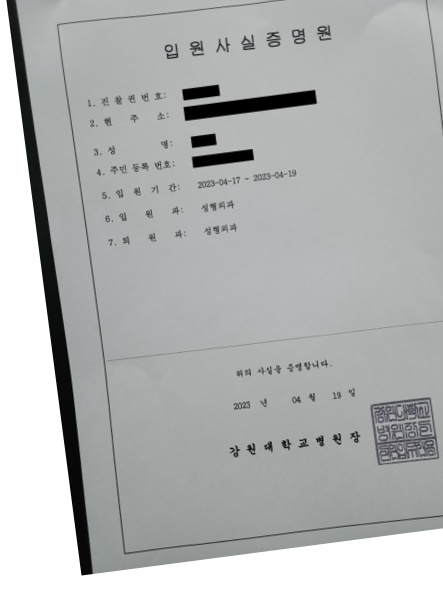 입원사실증명원
1. 진찰권번호:
2. 현주소:
3. 성명:
4. 주민등록번호:
5. 입원기간: 2023-04-17 ~ 2023-04-19
6. 입원과: 성형외과
7. 퇴원과: 성형외과
위의 사실을 증명합니다.
2023 년 04 월 19 일
강원대학교병원장